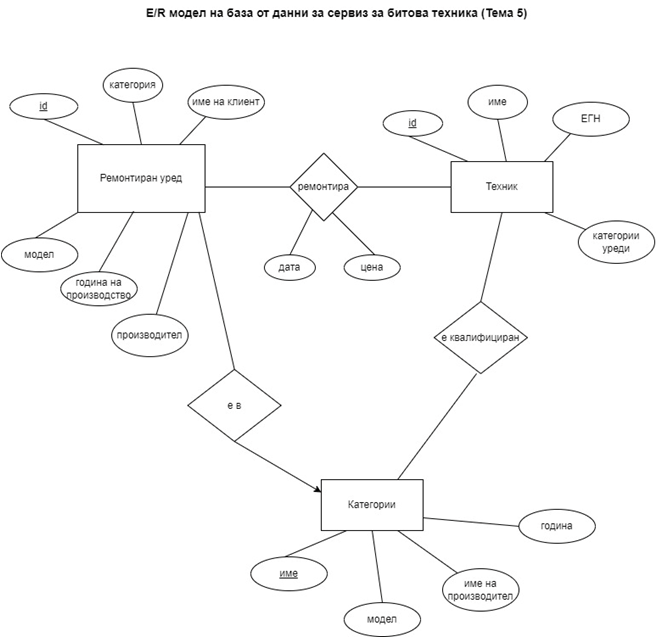 E/R модел на база от данни за сервиз за битова техника (Тема 5)
категория
id
име на клиент
име
id
ЕГН
Ремонтиран уред
ремонтира
Техник
категории
уреди
модел
дата
цена
година на
производство
производител
е квалифициран
е в
Категории
година
име
име на
производител
модел